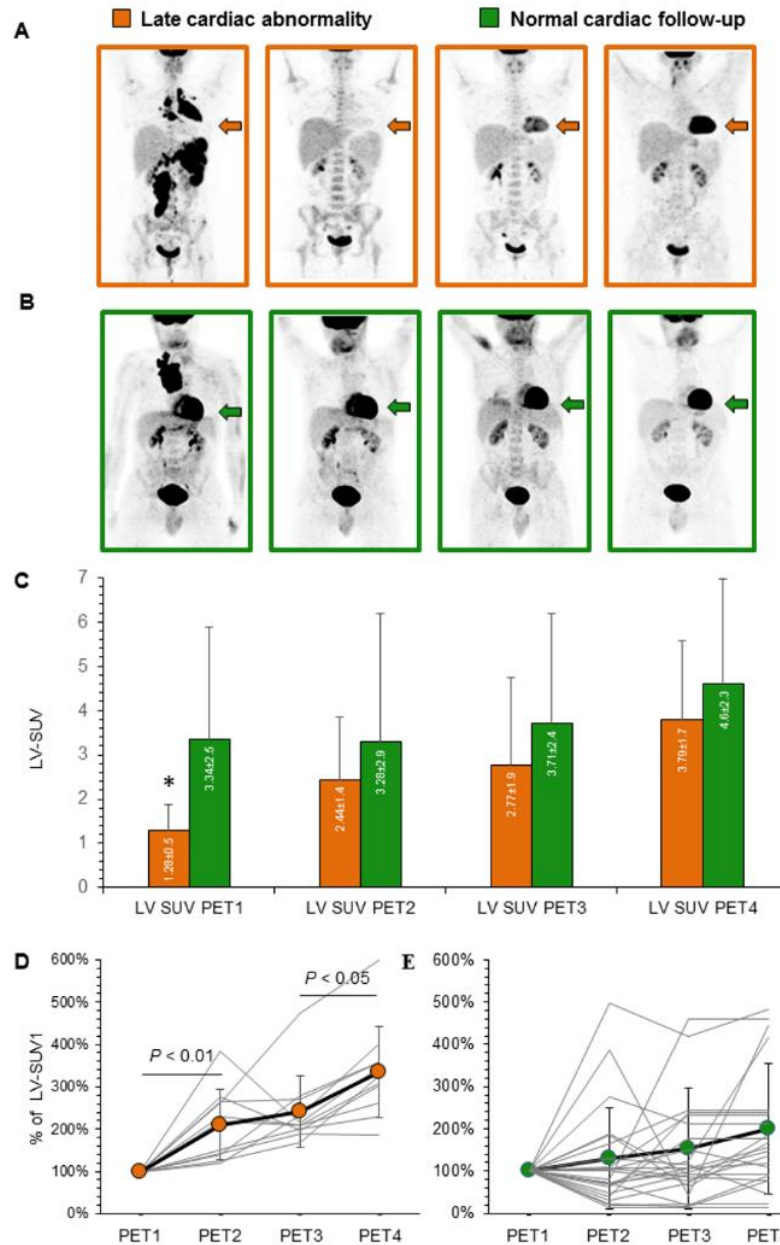 Late cardiac abnormality
Normal cardiac follow-up
A
B
C
7
6
5
4
3
2
1
0
LV-SUV
*
1.28±0.5
3.34±2.5
2.44±1.4
3.28±2.9
2.77±1.9
3.71±2.4
3.79±1.7
4.6±2.3
LV SUV PET1
LV SUV PET2
LV SUV PET3
LV SUV PET4
D
600%
500%
400%
300%
200%
100%
0%
% of LV-SUV1
P < 0.01
P < 0.05
PET1
PET2
PET3
PET4
E
600%
500%
400%
300%
200%
100%
0%
PET1
PET2
PET3
PET